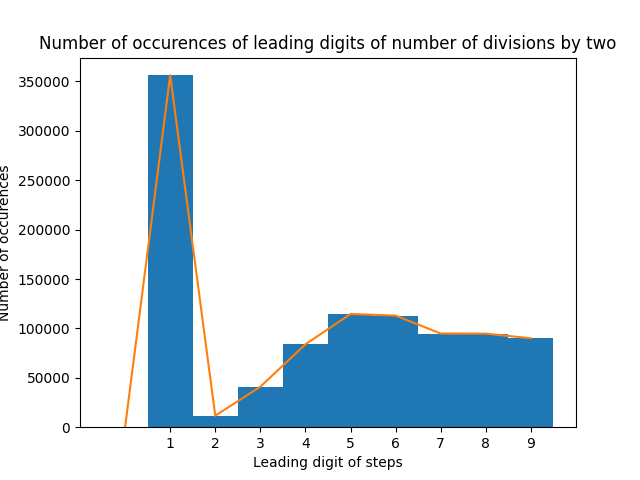 Number of occurences of leading digits of number of divisions by two
350000
300000
250000
200000
150000
100000
50000
0
Number of occurences
1 2 3 4 5 6 7 8 9
Leading digit of steps